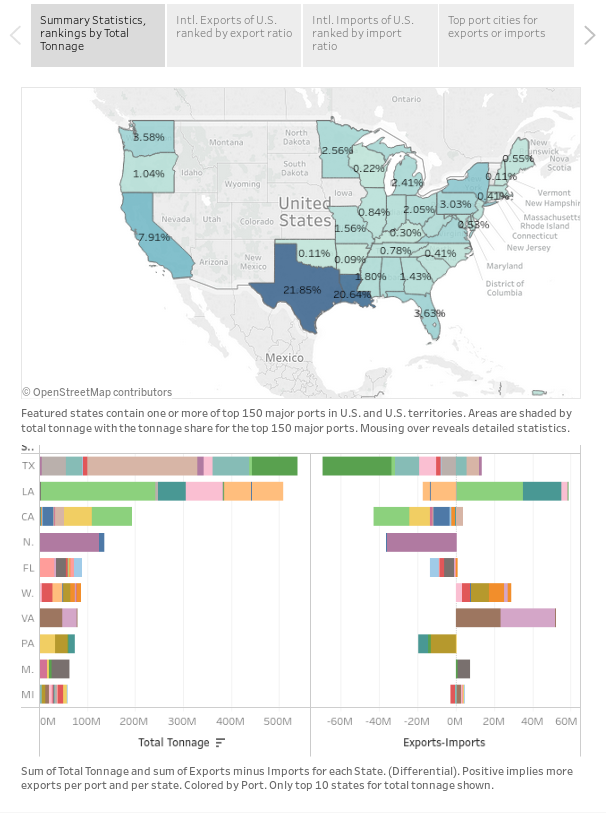 Summary Statistics,
rankings by Total
Tonnage
Intl. Exports of U.S.
ranked by export ratio
Intl. Imports of U.S.
ranked by import
ratio
Top port cities for
exports or imports
Ontario
North
Dakota
Montana
New
Brunswick
Nova
Scotia
3.58%
2.56%
0.55%
0.22%
South
Dakota
1.04%
Idaho
Wyoming
2.41%
0.11%
Vermont
New Hampshire
Iowa
United
States
3.03%
0.41%
Massachusetts
Rhode Island
Connecticut
New Jersey
Nevada
Utah
Colorado
0.84%
2.05%
0.53%
7.91%
1.56%
0.30%
Maryland
District of
Columbia
Arizona
New
Mexico
0.11%
0.09%
0.78%
0.41%
1.80%
1.43%
21.85%
20.64%
3.63%
Mexico
© OpenStreetMap contributors
Featured states contain one or more of top 150 major ports in U.S. and U.S. territories. Areas are shaded by
total tonnage with the tonnage share for the top 150 major ports. Mousing over reveals detailed statistics.
S..
TX
LA
CA
N.
FL
W.
VA
PA
M.
MI
0M 100M 200M 300M 400M 500M
-60M -40M -20M 0M 20M 40M 60M
Total Tonnage
Exports-Imports
Sum of Total Tonnage and sum of Exports minus Imports for each State. (Differential). Positive implies more
exports per port and per state. Colored by Port. Only top 10 states for total tonnage shown.